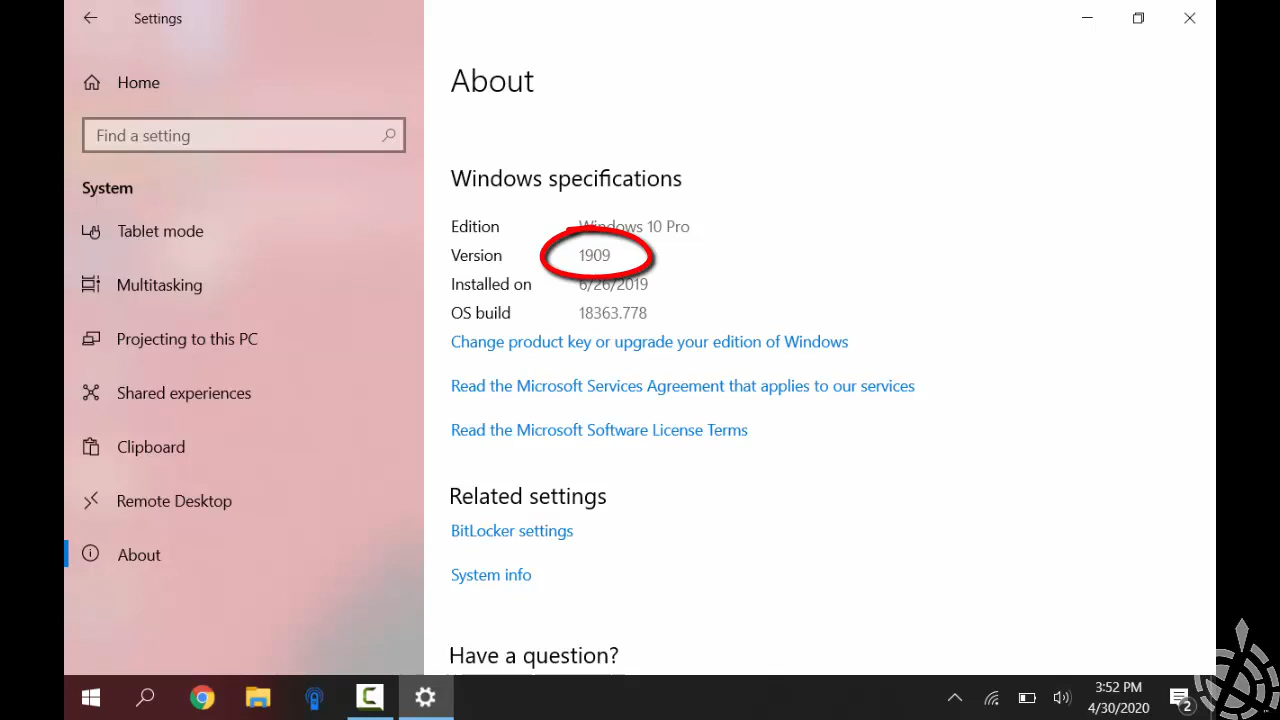 Settings
Home
Find a setting
System
Tablet mode
Multitasking
Projecting to this PC
Shared experiences
Clipboard
Remote Desktop
About
About
Windows specifications
Edition Windows 10 Pro
Version 1909
Installed on 6/26/2019
OS build 18363.778
Change product key or upgrade your edition of Windows
Read the Microsoft Services Agreement that applies to our services
Read the Microsoft Software License Terms
Related settings
BitLocker settings
System info
Have a question?
3:52 PM
4/30/2020
2